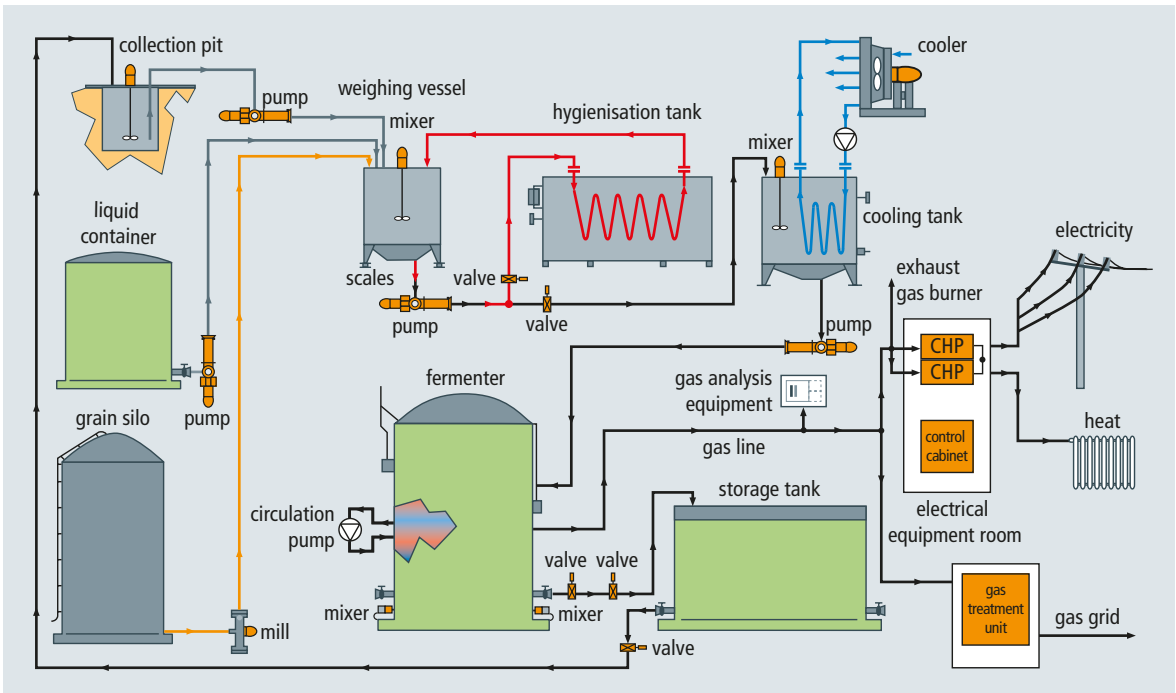 collection pit
pump
weighing vessel
mixer
hygienisation tank
mixer
cooler
liquid
container
scales
valve
pump
valve
cooling tank
electricity
exhaust
gas burner
pump
pump
CHP
CHP
grain silo
fermenter
gas analysis
equipment
gas line
control
cabinet
heat
electrical
equipment room
circulation
pump
storage tank
valve
valve
mixer
mixer
mill
valve
gas
treatment
unit
gas grid